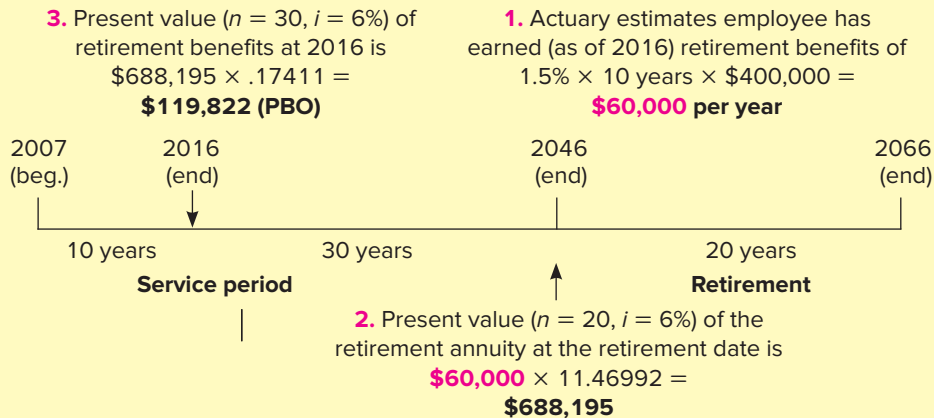 3. Present value (n = 30, i = 6%) of
retirement benefits at 2016 is
$688,195 × .17411 =
$119,822 (PBO)
1. Actuary estimates employee has
earned (as of 2016) retirement benefits of
1.5% × 10 years × $400,000 =
$60,000 per year
2007
(beg.)
2016
(end)
2046
(end)
2066
(end)
10 years
30 years
20 years
Service period
Retirement
2. Present value (n = 20, i = 6%) of the
retirement annuity at the retirement date is
$60,000 × 11.46992 =
$688,195